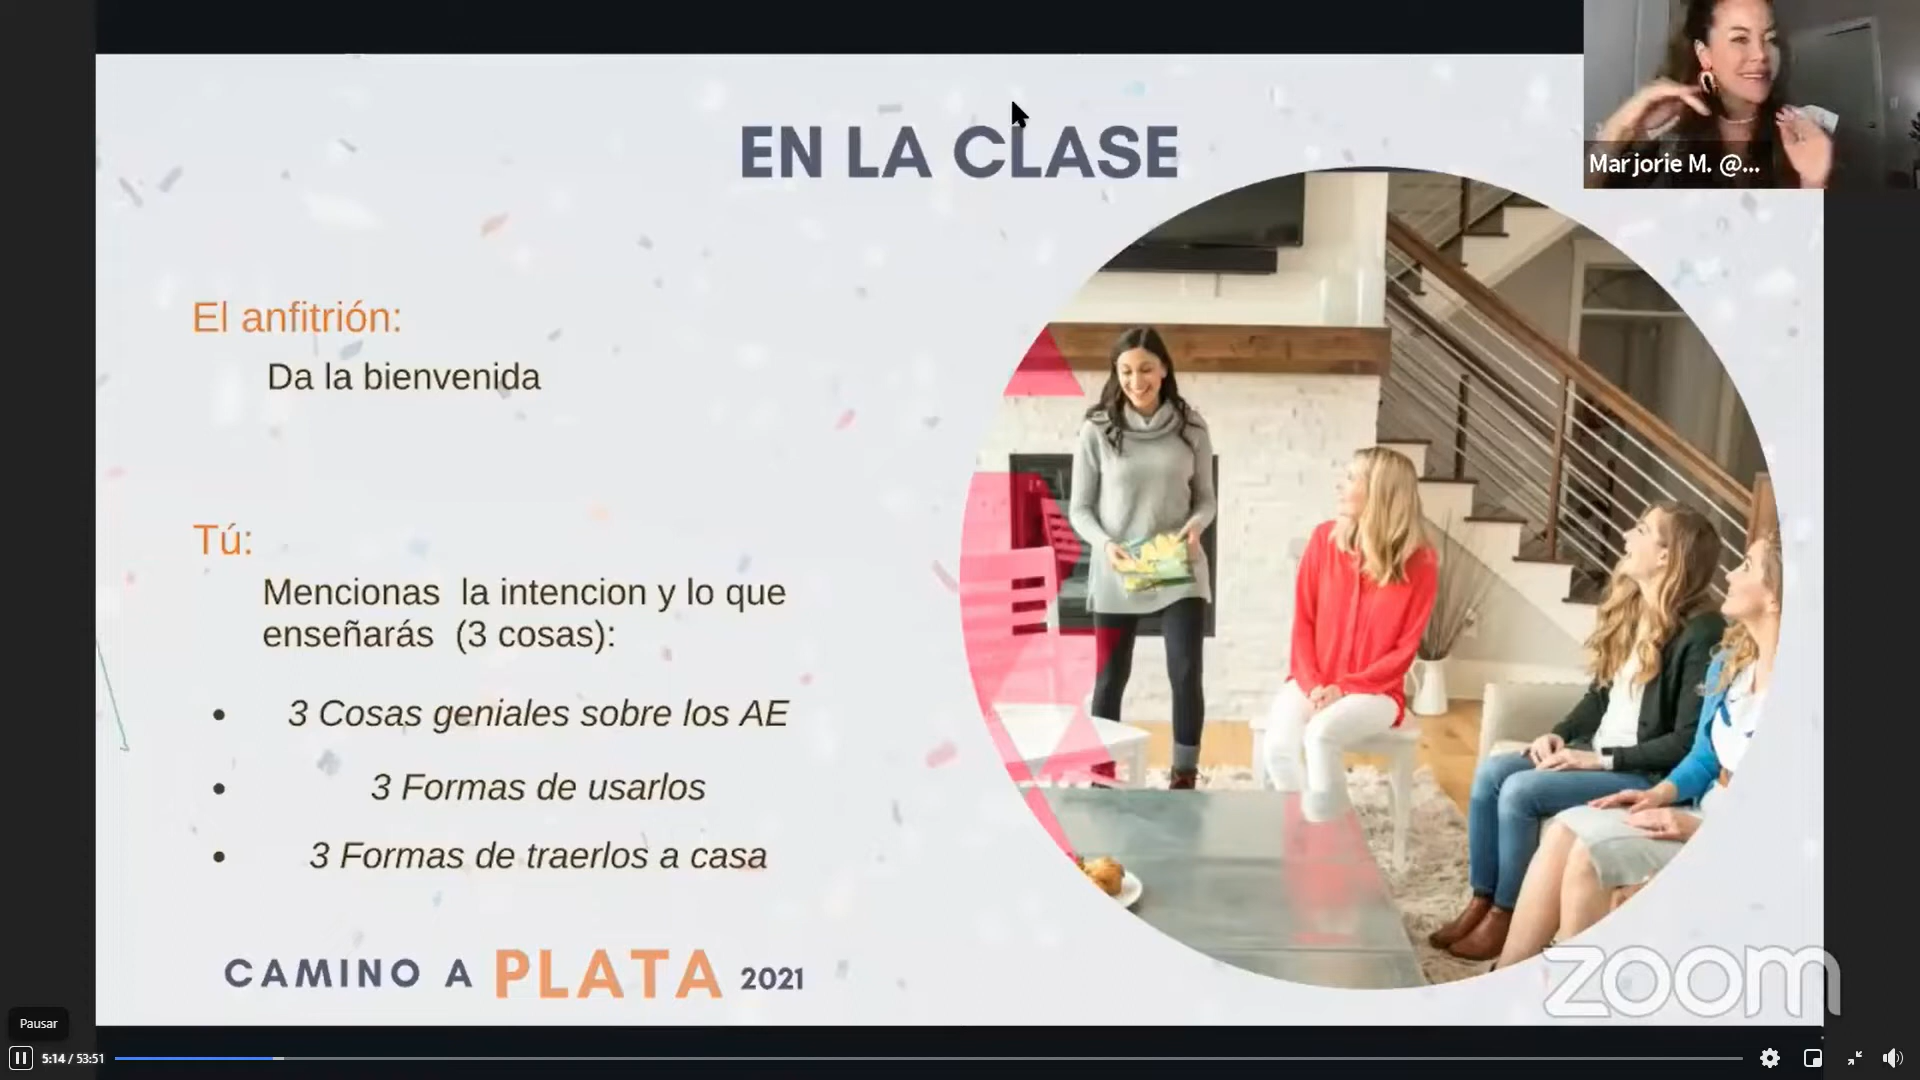 EN LA CLASE
Marjorie M. @...
El anfitrión:
Da la bienvenida
Tú:
Mencionas la intencion y lo que
enseñarás (3 cosas):
• 3 Cosas geniales sobre los AE
• 3 Formas de usarlos
• 3 Formas de traerlos a casa
CAMINO A PLATA 2021
zoom
Pausar
5:14 / 53:51